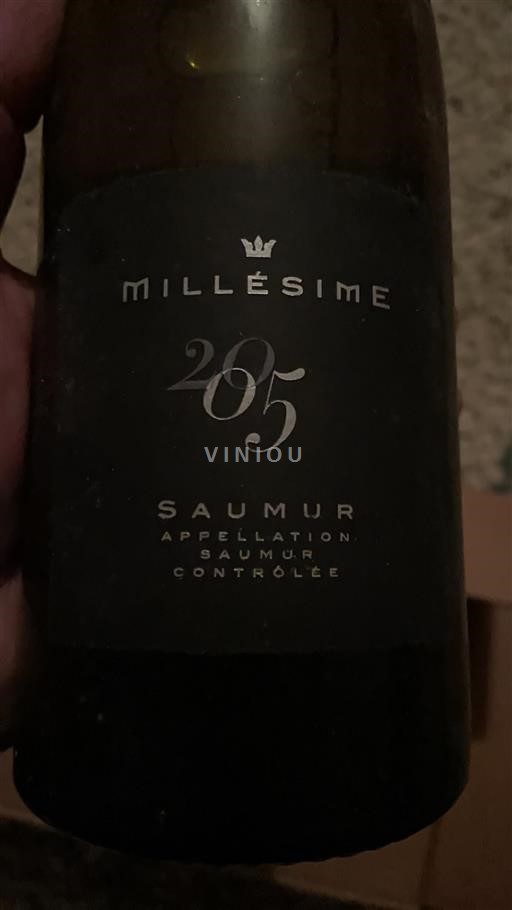 MILLÉSIME
2005
VINIOU
SAUMUR
APPELLATION
SAUMUR
CONTRÔLÉE